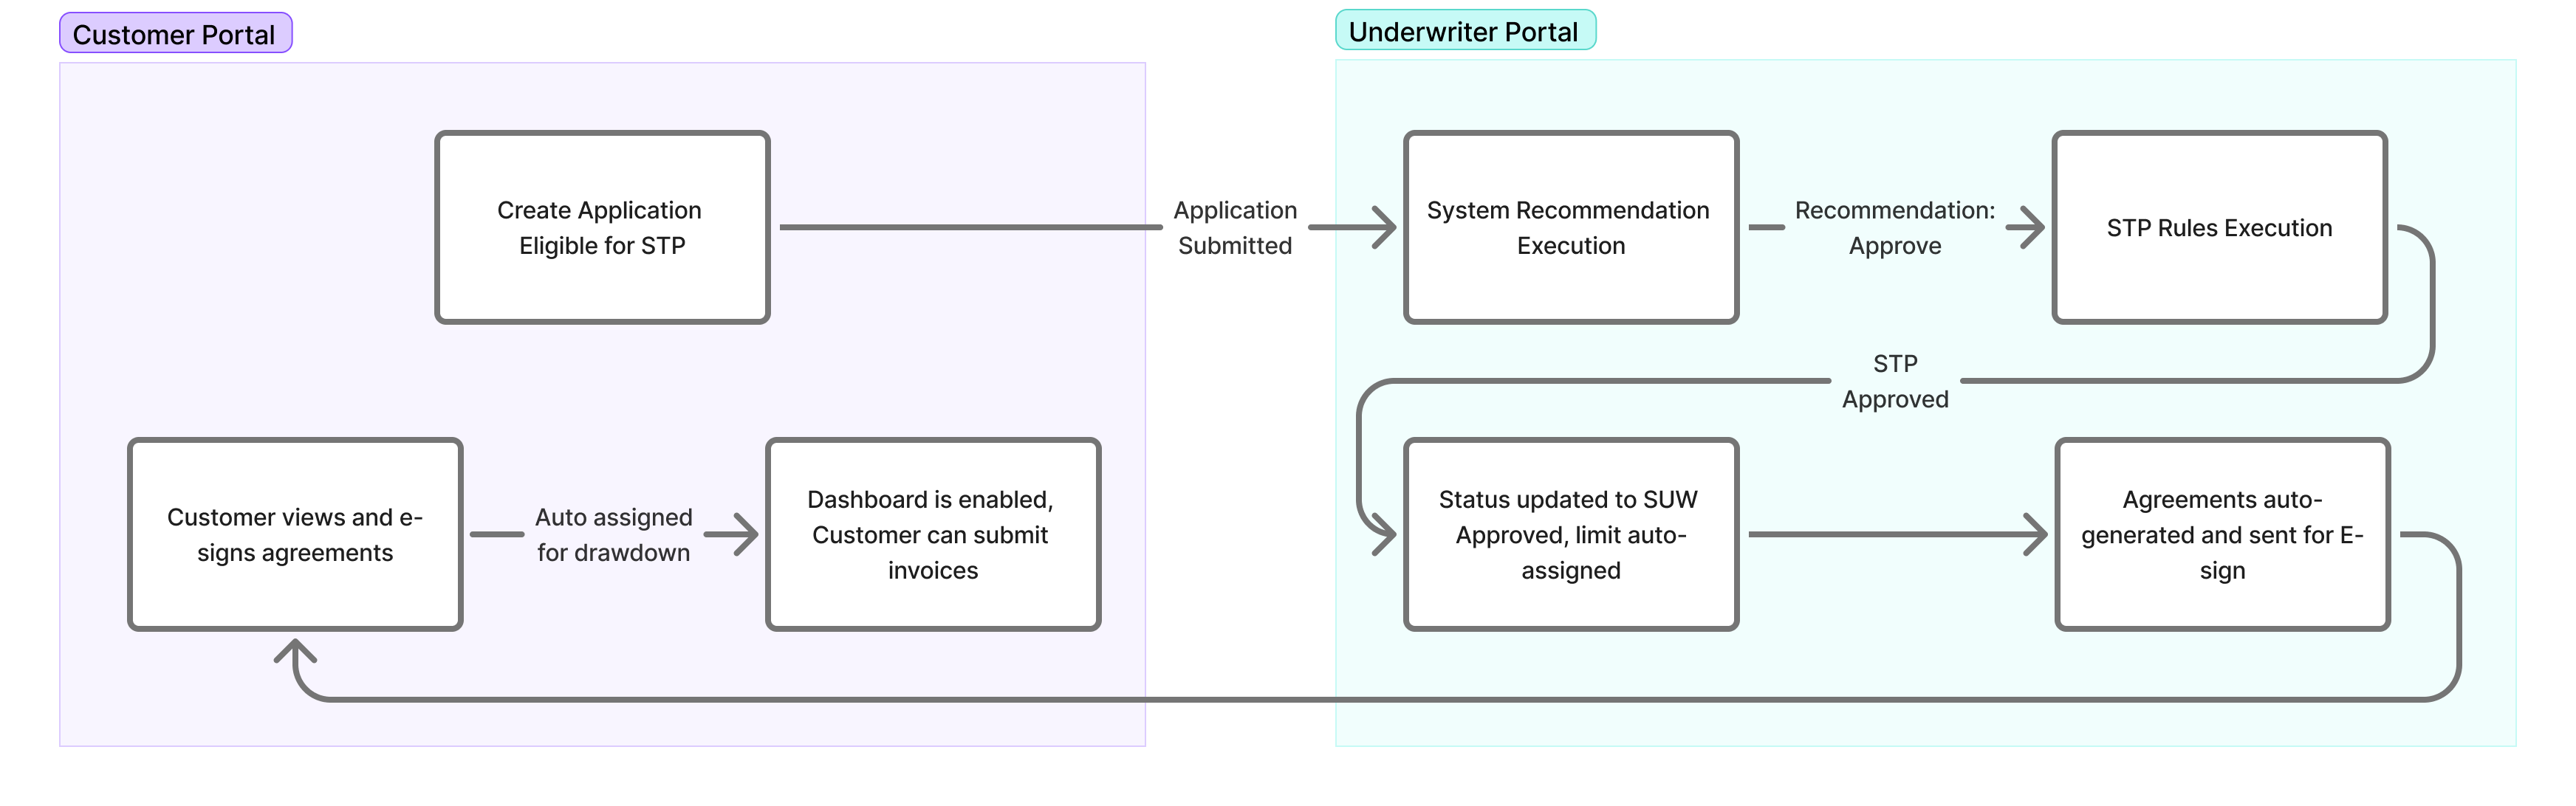 Customer Portal
Underwriter Portal
Create Application
Eligible for STP
Application
Submitted
System Recommendation
Execution
Recommendation:
Approve
STP Rules Execution
STP
Approved
Customer views and e-
signs agreements
Auto assigned
for drawdown
Dashboard is enabled,
Customer can submit
invoices
Status updated to SUW
Approved, limit auto-
assigned
Agreements auto-
generated and sent for E-
sign